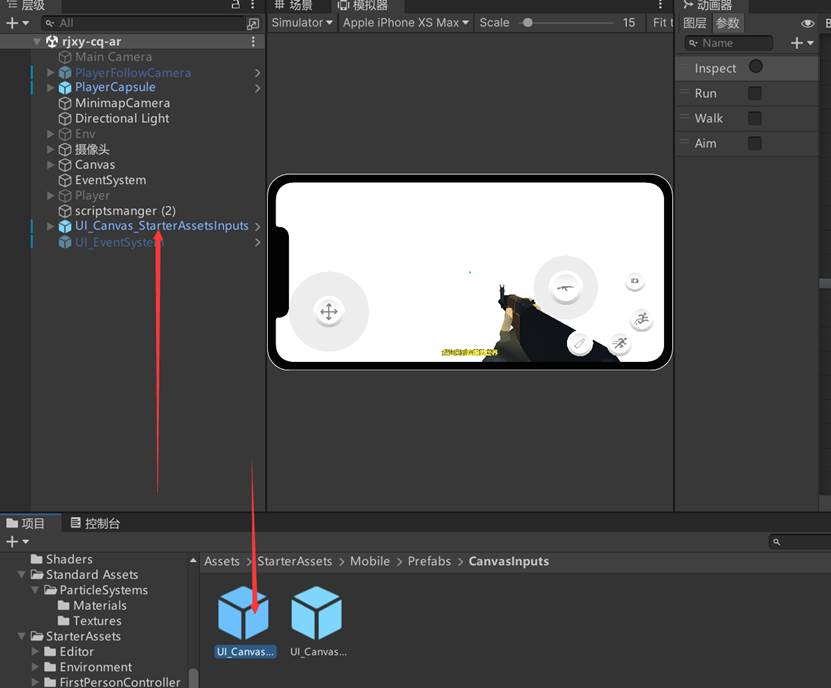 层级
All
rjxy-cq-ar
Main Camera
PlayerFollowCamera
PlayerCapsule
MinimapCamera
Directional Light
Env
摄像头
Canvas
EventSystem
Player
scriptsmanger (2)
UI_Canvas_StarterAssetsInputs
UI_EventSystem
场景
模拟器
Simulator
Apple iPhone XS Max
Scale
15
Fit t
动画器
图层
参数
Name
Inspect
Run
Walk
Aim
项目
控制台
Shaders
Standard Assets
ParticleSystems
Materials
Textures
StarterAssets
Editor
Environment
FirstPersonController
Assets > StarterAssets > Mobile > Prefabs > CanvasInputs
UI_Canvas...
UI_Canvas...